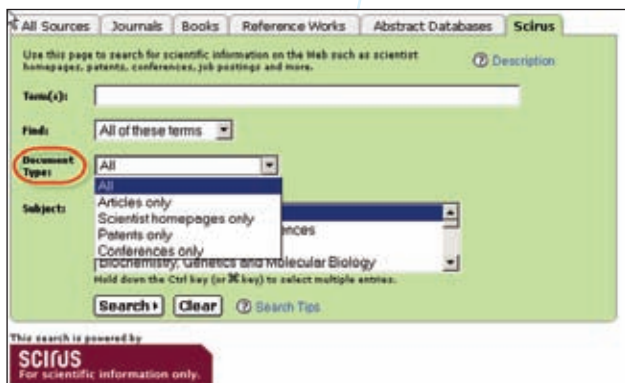 All Sources Journals Books Reference Works Abstract Databases Scirus
Use this page to search for scientific information on the Web such as scientist
homepages, patents, conferences, job postings and more.
Description
Term(s):
Find: All of these terms
Document
Type:
All
All
Articles only
Scientist homepages only
Patents only
Conferences only
Subject:
ences
Biochemistry, Genetics and Molecular Biology
Hold down the Ctrl key (or ⌘ key) to select multiple entries.
Search Clear Search Tips
This search is powered by
SCIRUS
For scientific information only.